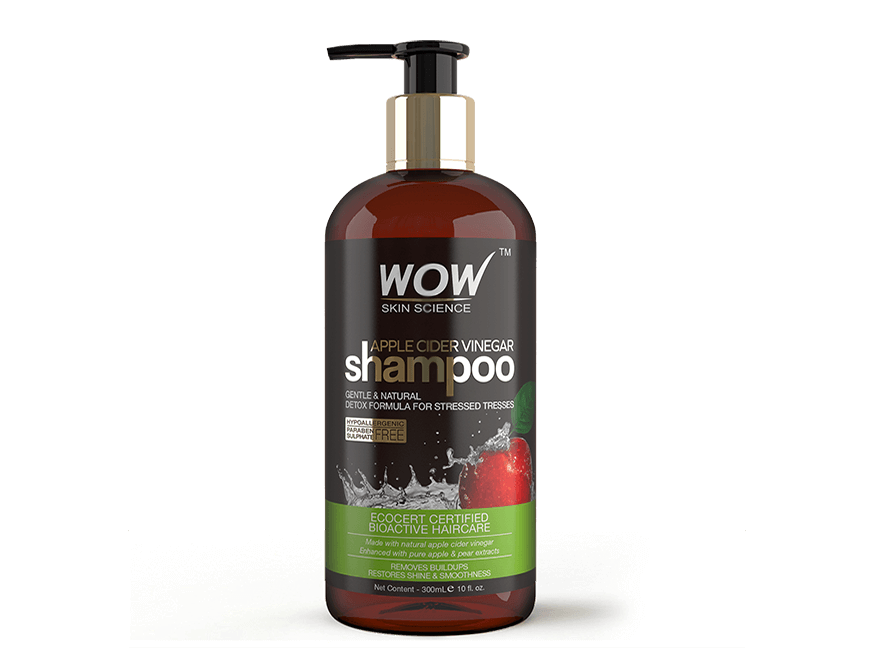 WOW™
SKIN SCIENCE
APPLE CIDER VINEGAR
shampoo
GENTLE & NATURAL
DETOX FORMULA FOR STRESSED TRESSES
HYPOALLERGENIC
PARABEN
SULPHATE FREE
ECOCERT CERTIFIED
BIOACTIVE HAIRCARE
Made with natural apple cider vinegar
Enhanced with pure apple & pear extracts
REMOVES BUILDUPS
RESTORES SHINE & SMOOTHNESS
Net Content - 300mL℮ 10 fl. oz.